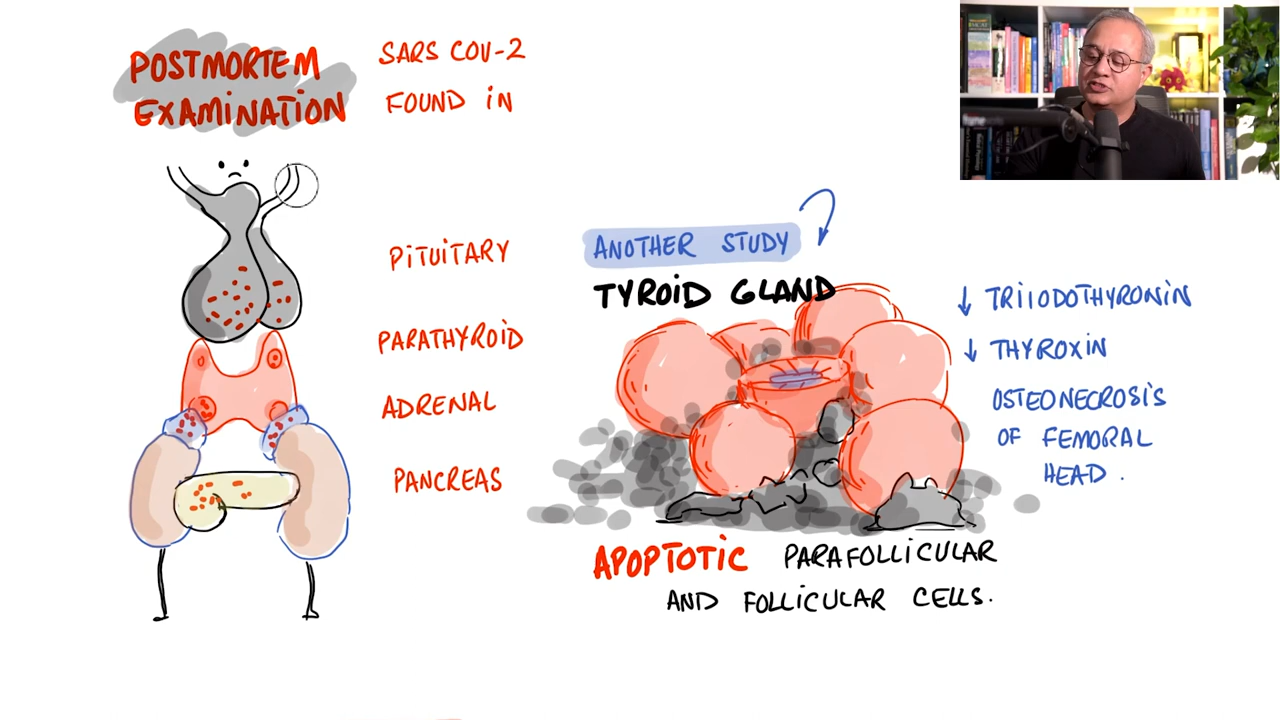 POSTMORTEM
EXAMINATION
SARS COV-2
FOUND IN
PITUITARY
PARATHYROID
ADRENAL
PANCREAS
ANOTHER STUDY
TYROID GLAND
↓ TRIIODOTHYRONIN
↓ THYROXIN
OSTEONECROSIS
OF FEMORAL
HEAD.
APOPTOTIC PARAFOLLICULAR
AND FOLLICULAR CELLS.